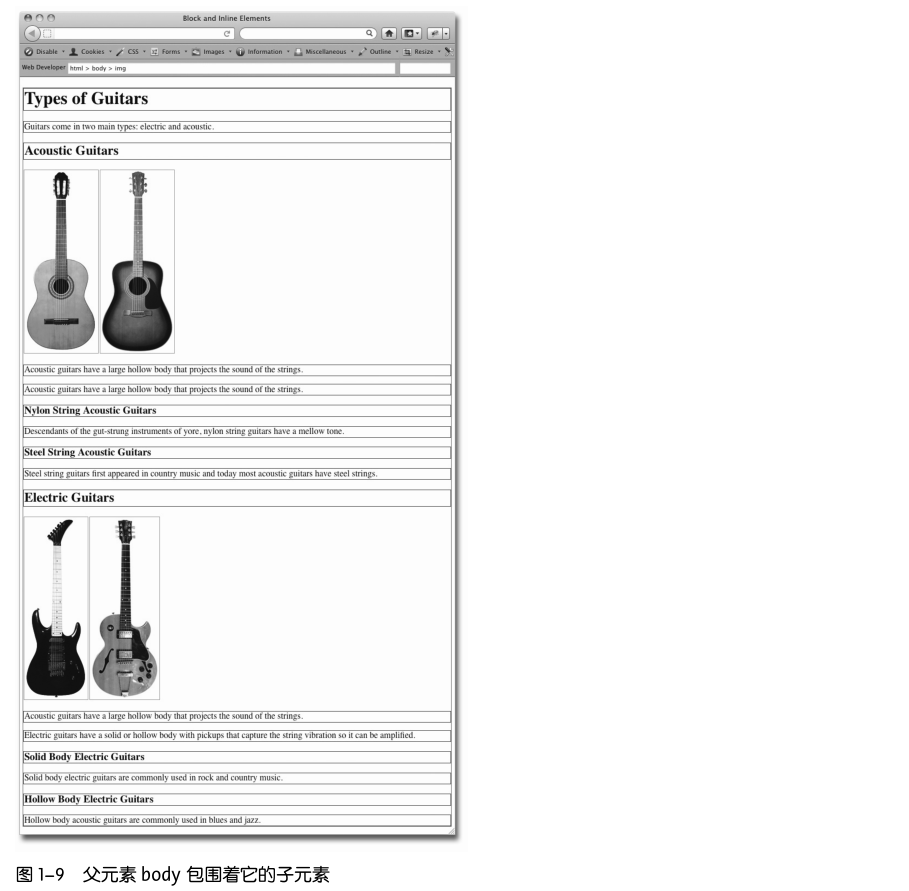 Block and Inline Elements
Disable Cookies CSS Forms Images Information Miscellaneous Outline Resize
Web Developer html > body > img
Types of Guitars
Guitars come in two main types: electric and acoustic.
Acoustic Guitars
Acoustic guitars have a large hollow body that projects the sound of the strings.
Acoustic guitars have a large hollow body that projects the sound of the strings.
Nylon String Acoustic Guitars
Descendants of the gut-strung instruments of yore, nylon string guitars have a mellow tone.
Steel String Acoustic Guitars
Steel string guitars first appeared in country music and today most acoustic guitars have steel strings.
Electric Guitars
Acoustic guitars have a large hollow body that projects the sound of the strings.
Electric guitars have a solid or hollow body with pickups that capture the string vibration so it can be amplified.
Solid Body Electric Guitars
Solid body electric guitars are commonly used in rock and country music.
Hollow Body Electric Guitars
Hollow body acoustic guitars are commonly used in blues and jazz.
图 1–9 父元素 body 包围着它的子元素